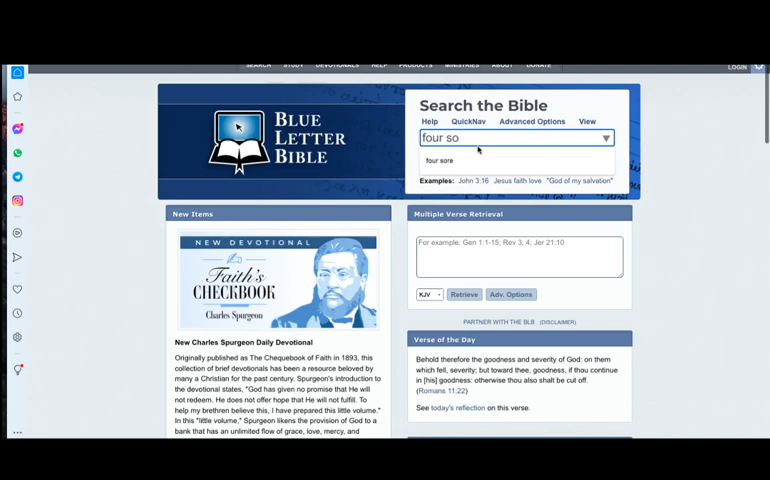 SEARCH STUDY DEVOTIONALS HELP PRODUCTS MINISTRIES ABOUT DONATE
LOGIN
BLUE
LETTER
BIBLE
Search the Bible
Help QuickNav Advanced Options View
four so
four sore
Examples: John 3:16 Jesus faith love "God of my salvation"
New Items
NEW DEVOTIONAL
Faith's
CHECKBOOK
Charles Spurgeon
New Charles Spurgeon Daily Devotional
Originally published as The Chequebook of Faith in 1893, this
collection of brief devotionals has been a resource beloved by
many a Christian for the past century. Spurgeon's introduction to
the devotional states, "God has given no promise that He will
not redeem. He does not offer hope that He will not fulfill. To
help my brethren believe this, I have prepared this little volume."
In this "little volume," Spurgeon likens the provision of God to a
bank that has an unlimited flow of grace, love, mercy, and
Multiple Verse Retrieval
For example: Gen 1:1-15; Rev 3; 4; Jer 21:10
KJV Retrieve Adv. Options
PARTNER WITH THE BLB (DISCLAIMER)
Verse of the Day
Behold therefore the goodness and severity of God: on them
which fell, severity; but toward thee, goodness, if thou continue
in [his] goodness: otherwise thou also shalt be cut off.
(Romans 11:22)
See today's reflection on this verse.